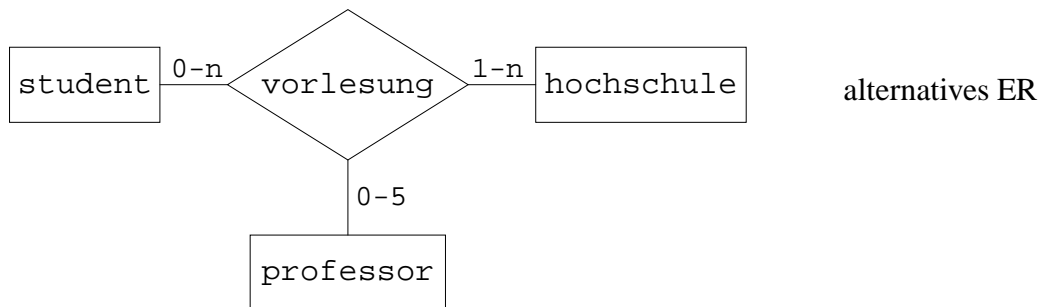 student 0-n vorlesung 1-n hochschule alternatives ER
0-5
professor